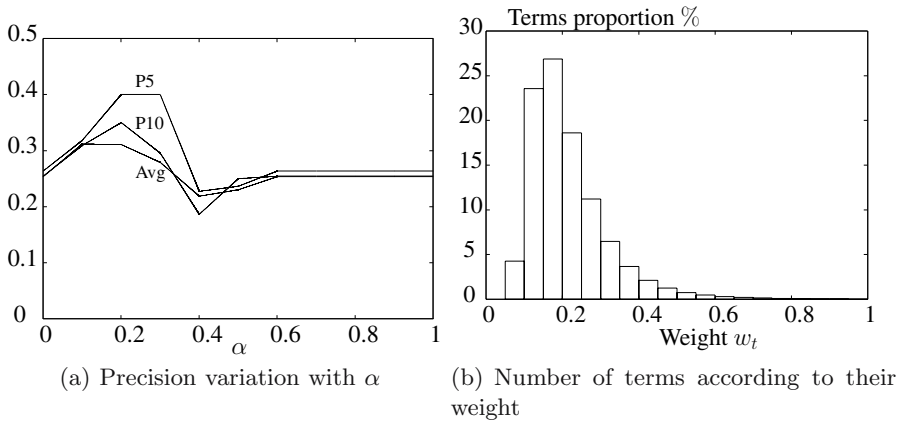 0.5
0.4
0.3
0.2
0.1
0
P5
P10
Avg
0 0.2 0.4 0.6 0.8 1
α
(a) Precision variation with α
Terms proportion %
30
25
20
15
10
5
0
0 0.2 0.4 0.6 0.8 1
Weight wₜ
(b) Number of terms according to their
weight